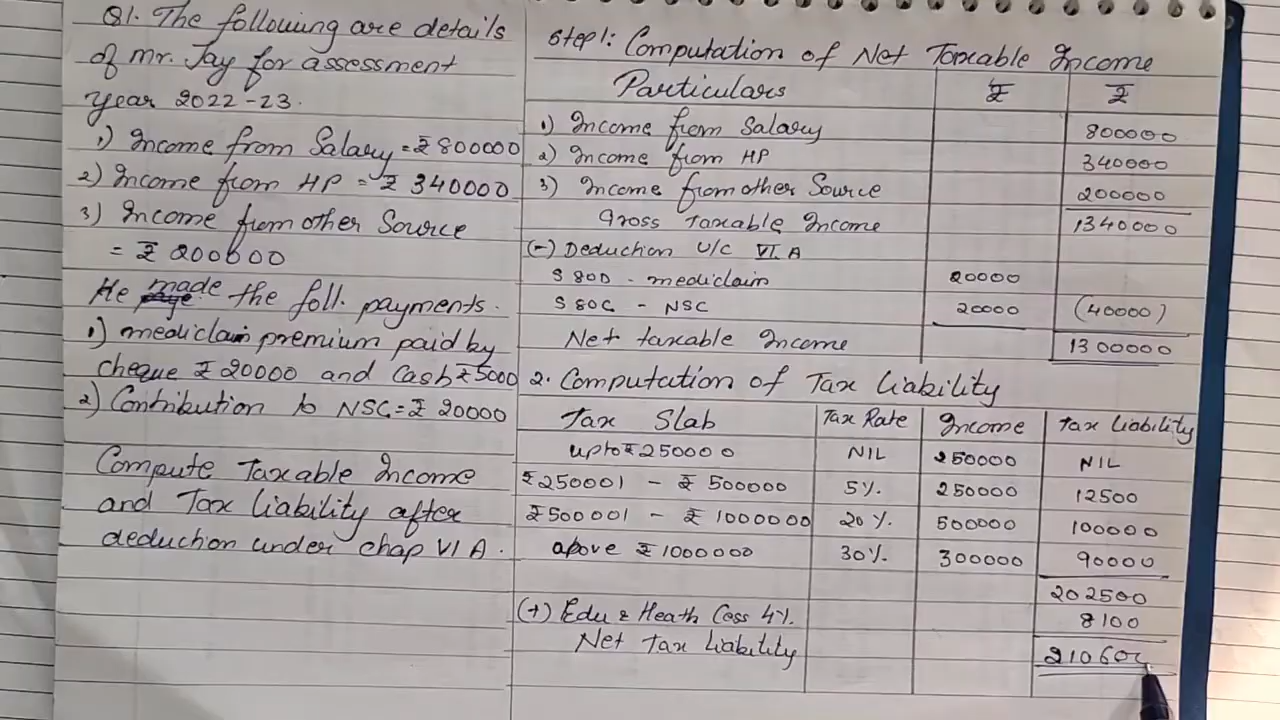 Q1. The following are details
of Mr. Jay for assessment
year 2022-23.
1) Income from Salary = ₹ 800000
2) Income from HP = ₹ 340000
3) Income from other Source
= ₹ 200000
He made the foll. payments.
1) mediclaim premium paid by
cheque ₹ 20000 and Cash ₹5000
2) Contribution to NSC = ₹ 20000
Compute Taxable Income
and Tax liability after
deduction under chap VI A.
Step 1: Computation of Net Taxable Income
Particulars ₹ ₹
1) Income from Salary 800000
2) Income from HP 340000
3) Income from other Source 200000
Gross Taxable Income 1340000
(-) Deduction U/C VI.A
S 80D - mediclaim 20000
S 80C - NSC 20000 (40000)
Net taxable Income 1300000
2. Computation of Tax liability
Tax Slab Tax Rate Income Tax liability
upto ₹ 250000 NIL 250000 NIL
₹ 250001 - ₹ 500000 5% 250000 12500
₹ 500001 - ₹ 1000000 20% 500000 100000
above ₹ 1000000 30% 300000 90000
202500
(+) Edu & Heath Cess 4% 8100
Net Tax liability 210600